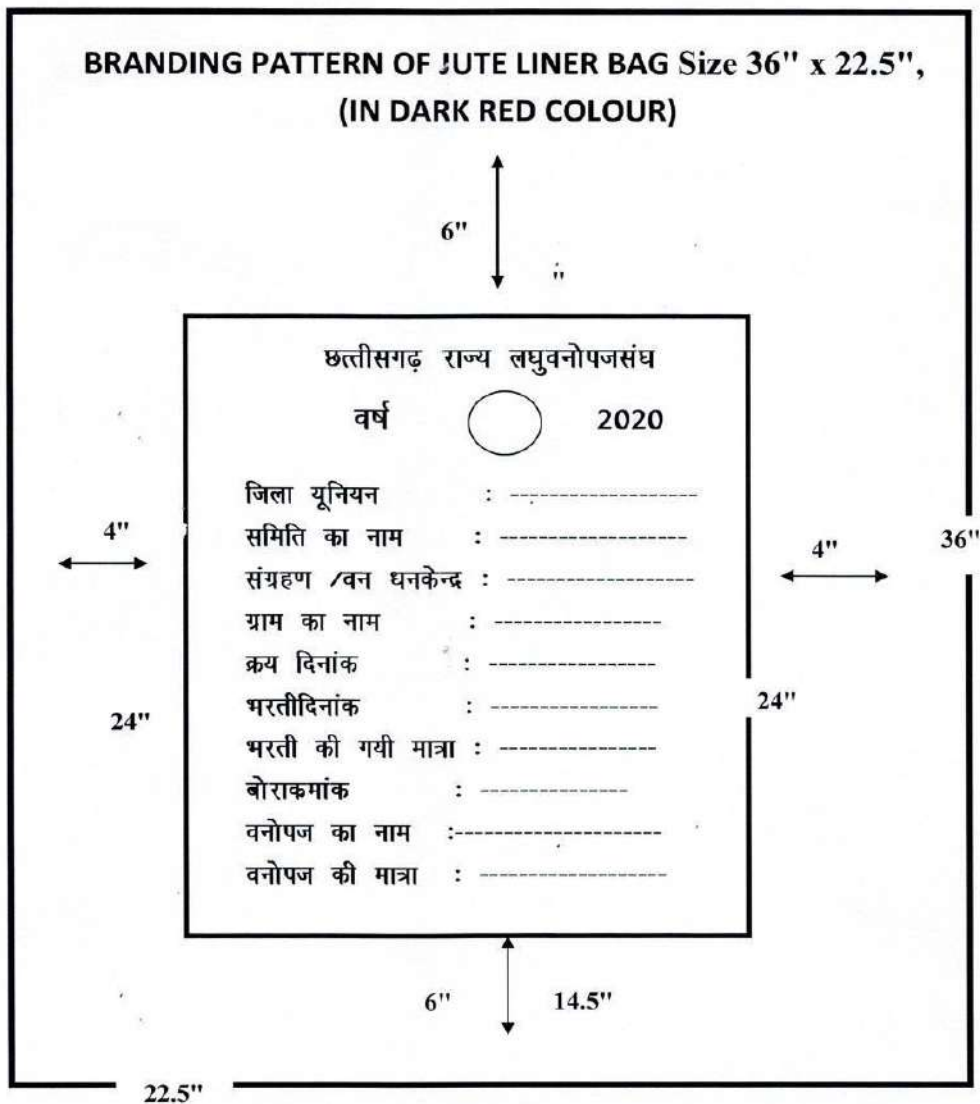 BRANDING PATTERN OF JUTE LINER BAG Size 36" x 22.5",
(IN DARK RED COLOUR)
6"
"
छत्तीसगढ़ राज्य लघुवनोपजसंघ
वर्ष 2020
जिला यूनियन : -------------------
समिति का नाम : -------------------
संग्रहण /वन धनकेन्द्र : -------------------
ग्राम का नाम : -----------------
क्रय दिनांक : -----------------
भरतीदिनांक : -----------------
भरती की गयी मात्रा : ----------------
बोराकमांक : ---------------
वनोपज का नाम :---------------------
वनोपज की मात्रा : -------------------
4"
4"
36"
24"
24"
6" 14.5"
22.5"